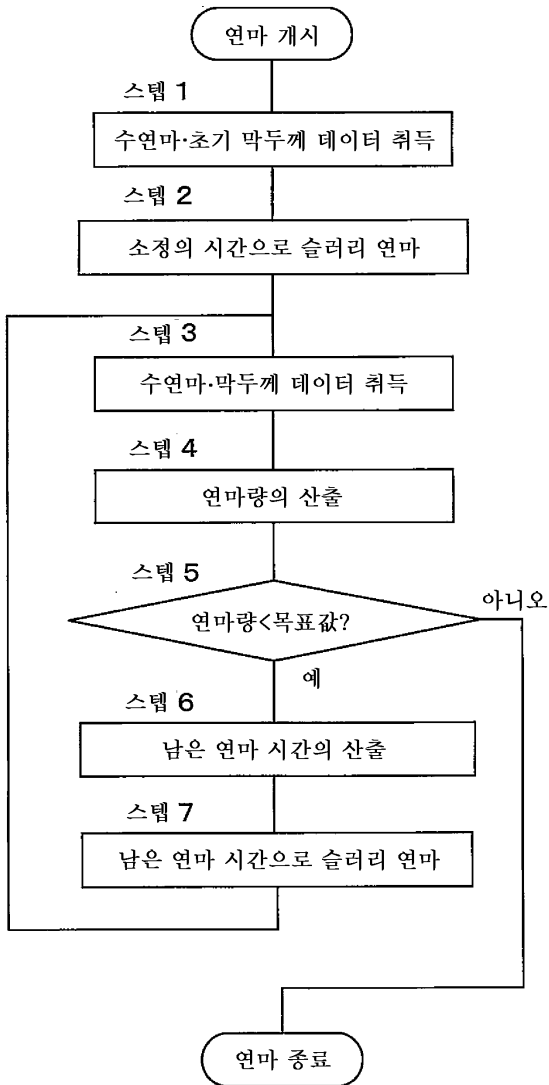 연마 개시
스텝 1
수연마·초기 막두께 데이터 취득
스텝 2
소정의 시간으로 슬러리 연마
스텝 3
수연마·막두께 데이터 취득
스텝 4
연마량의 산출
스텝 5
연마량<목표값?
아니오
예
스텝 6
남은 연마 시간의 산출
스텝 7
남은 연마 시간으로 슬러리 연마
연마 종료